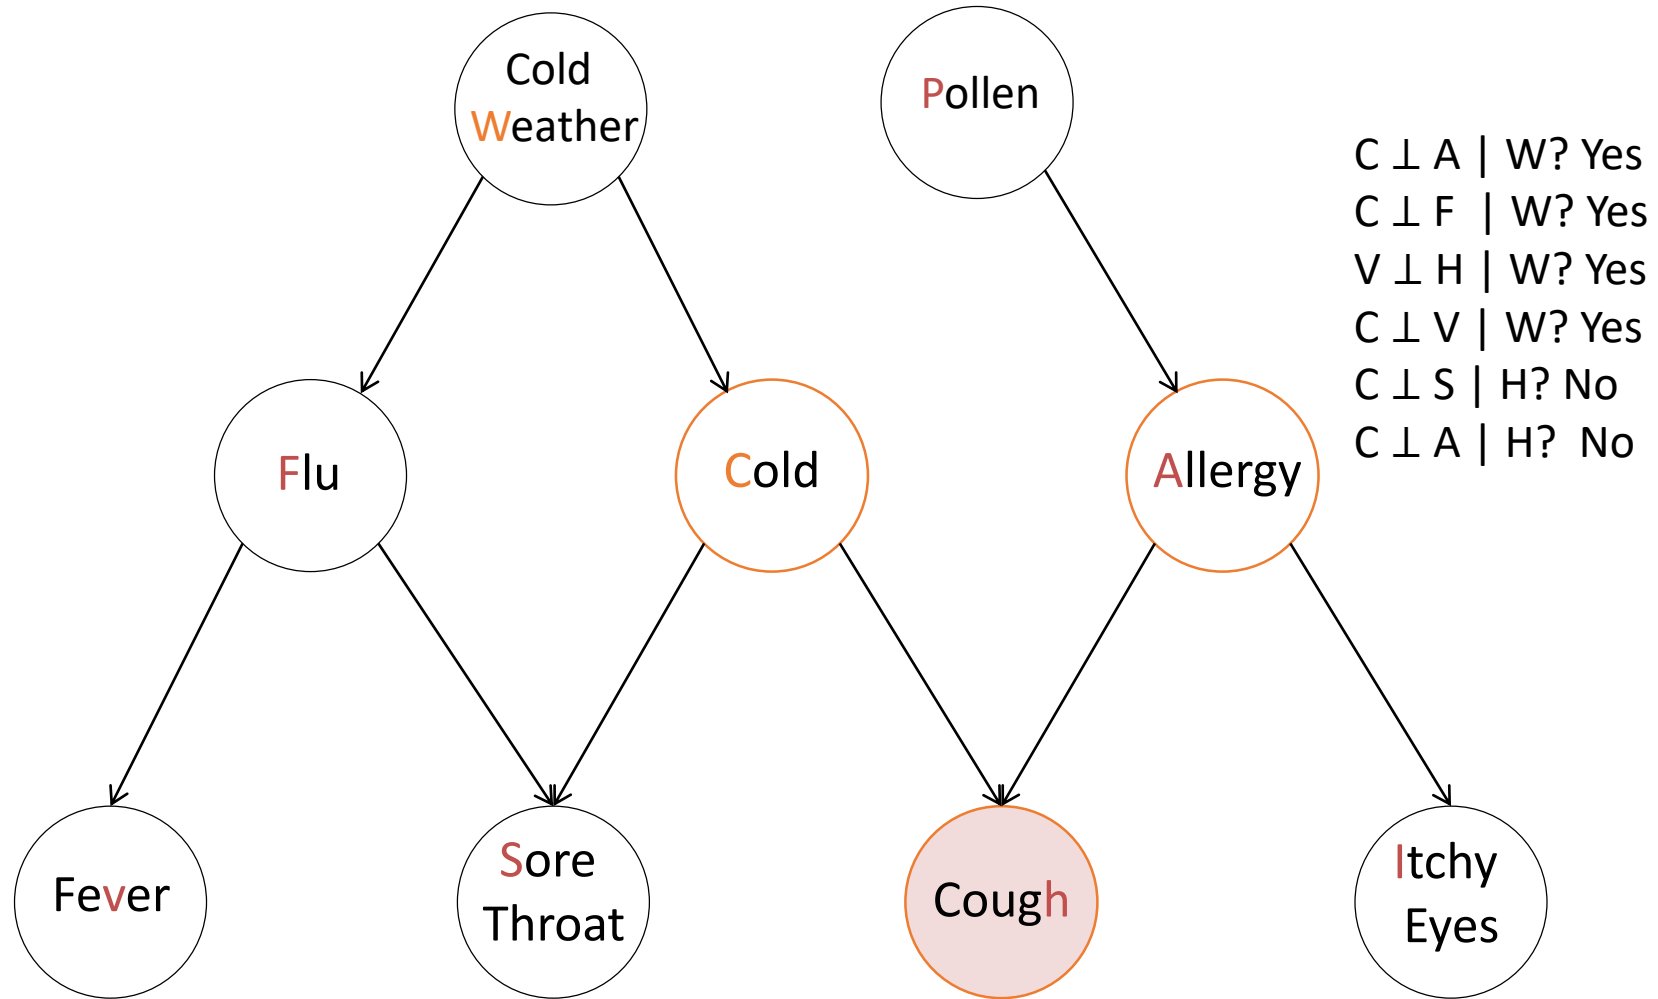 Cold
Weather
Pollen
C ⊥ A | W? Yes
C ⊥ F | W? Yes
V ⊥ H | W? Yes
C ⊥ V | W? Yes
C ⊥ S | H? No
C ⊥ A | H? No
Flu
Cold
Allergy
Fever
Sore
Throat
Cough
Itchy
Eyes